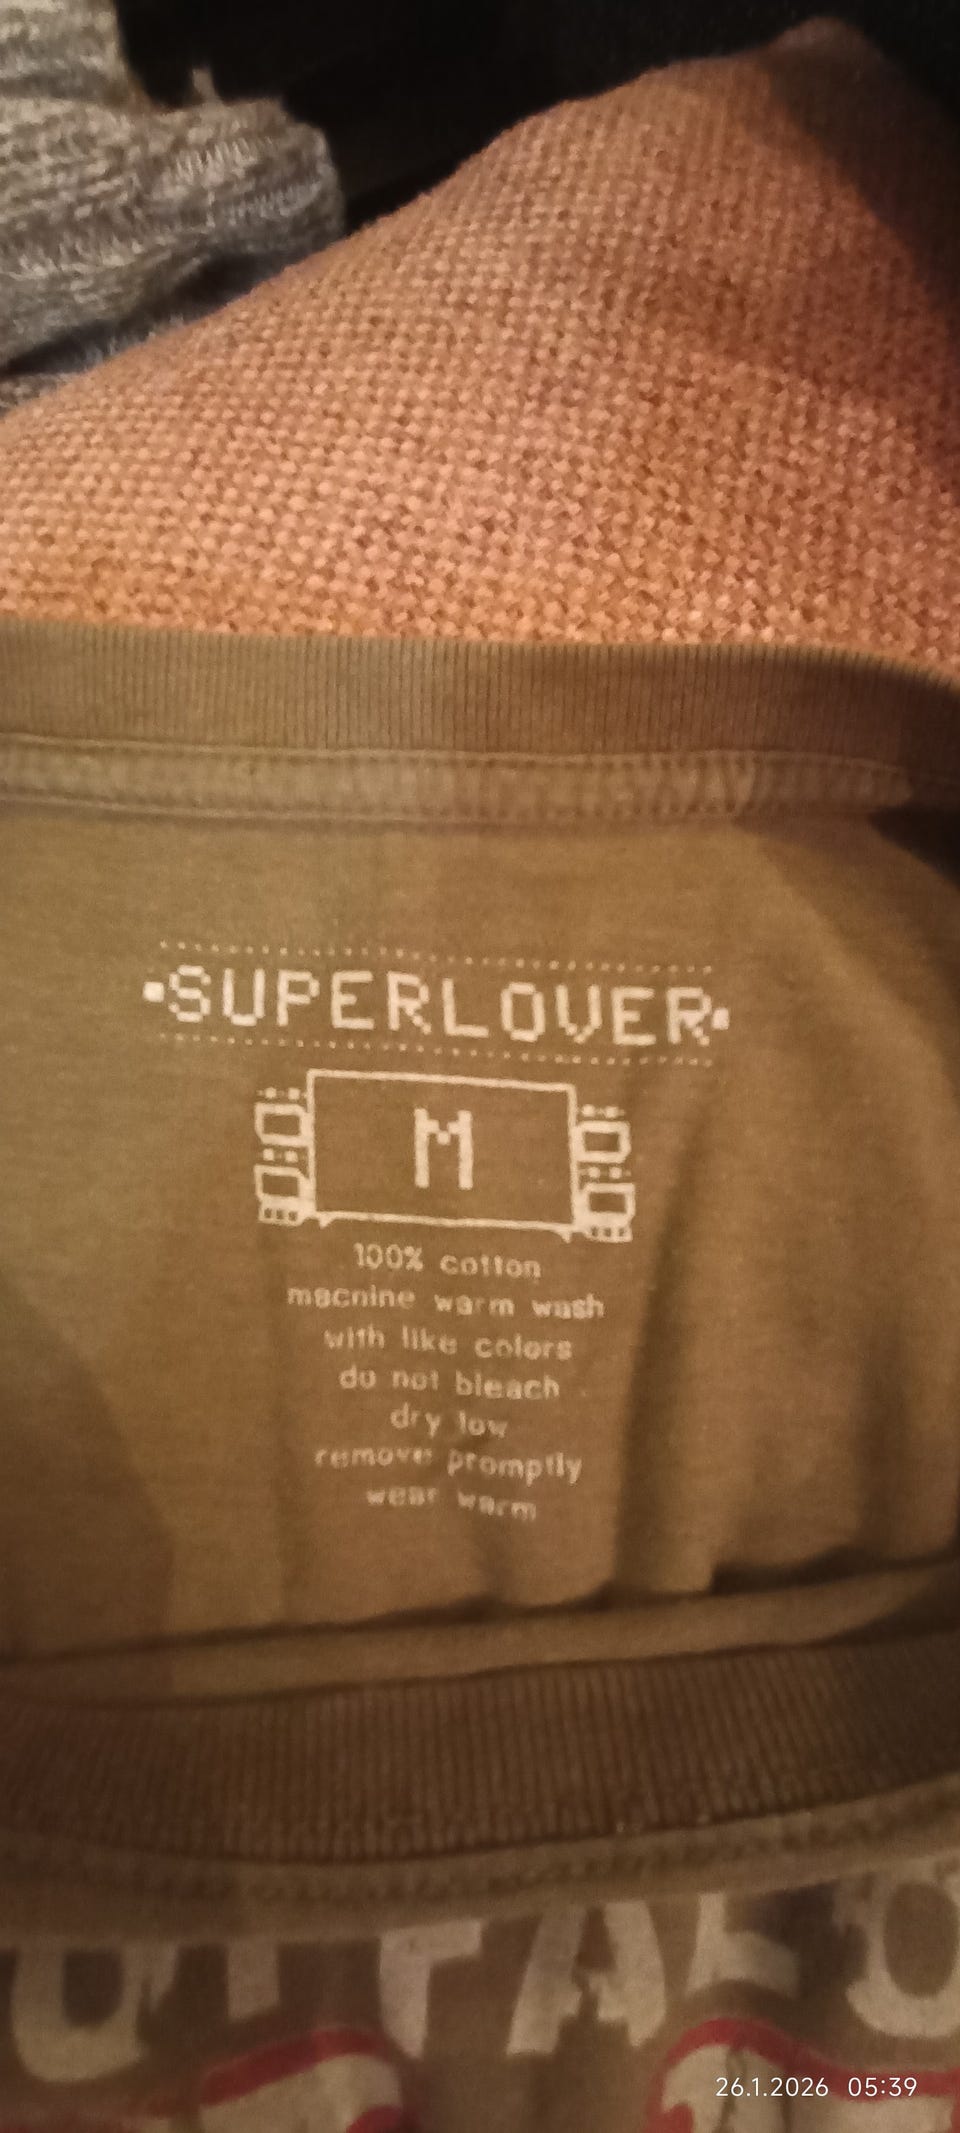 SUPERLOVER
M
100% cotton
machine warm wash
with like colors
do not bleach
dry low
remove promptly
wear warm
26.1.2026 05:39